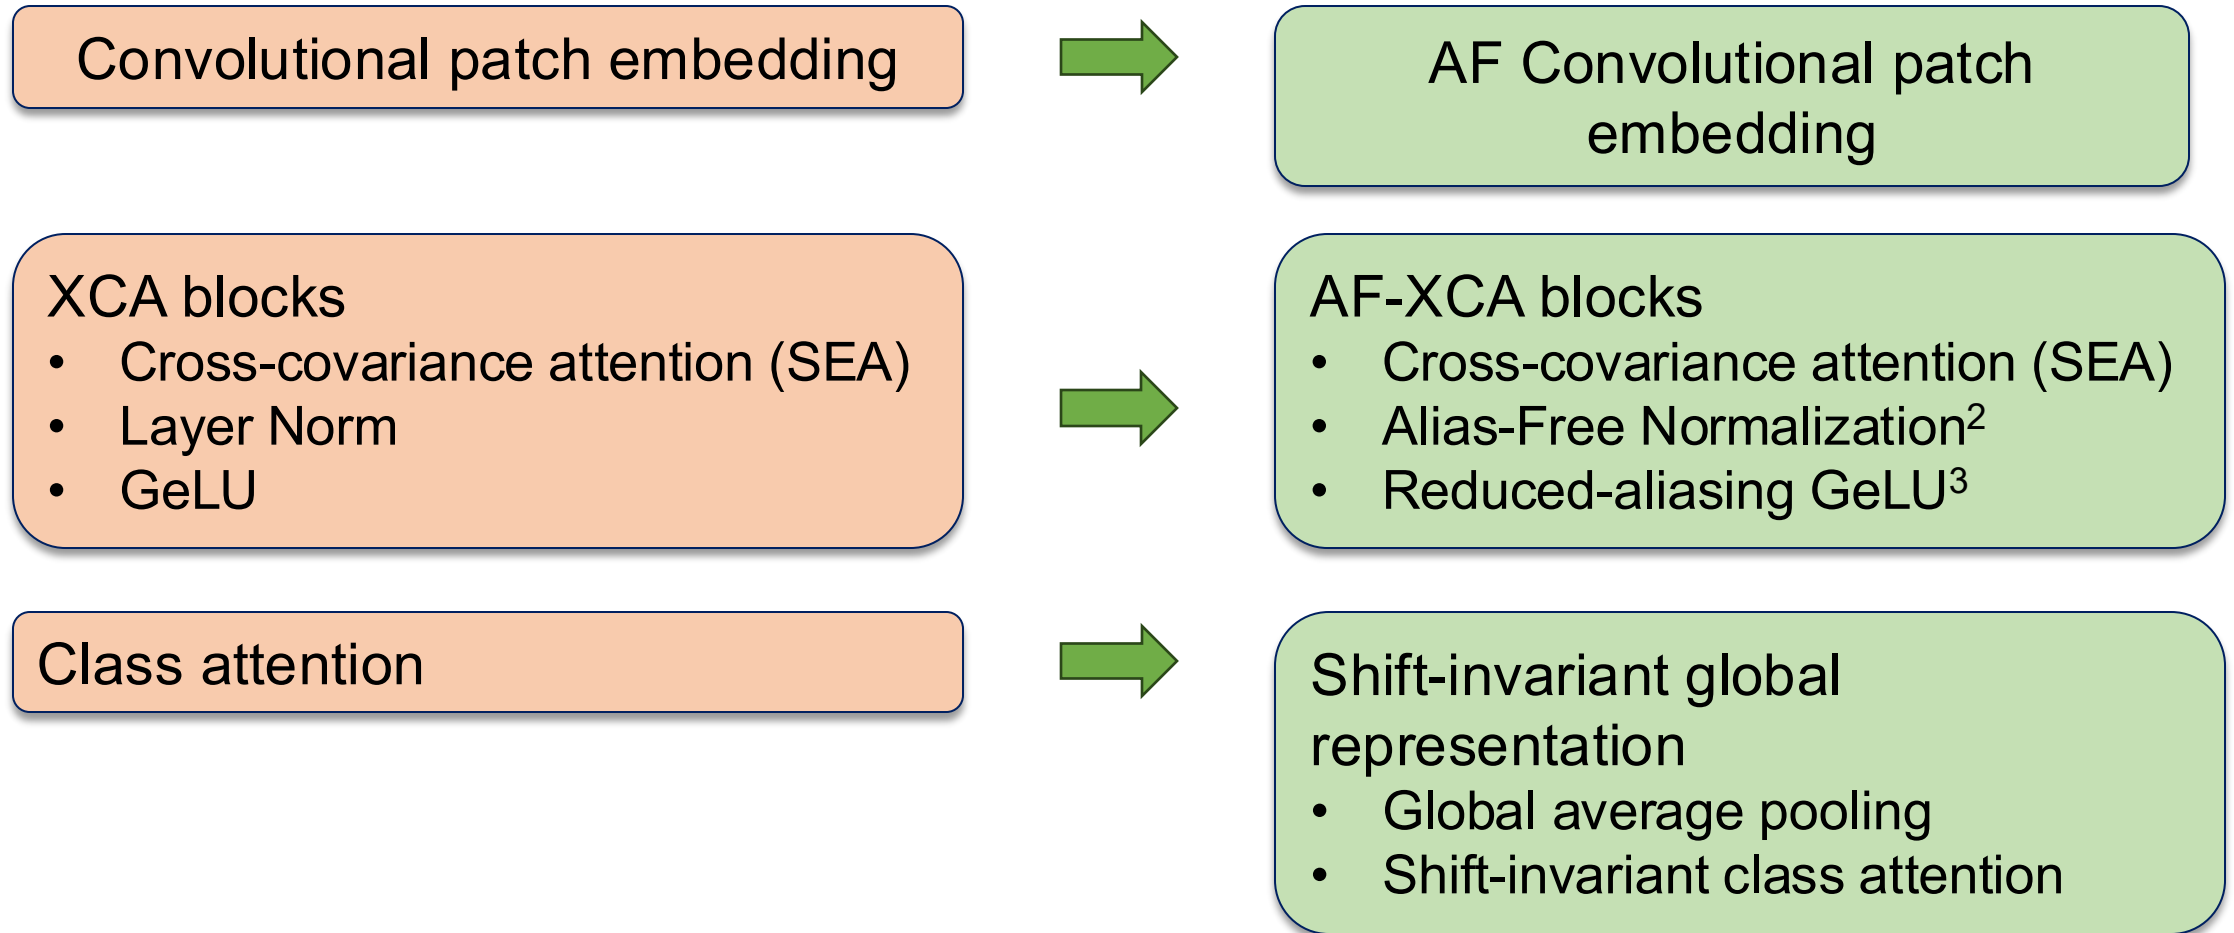 Convolutional patch embedding
AF Convolutional patch
embedding
XCA blocks
• Cross-covariance attention (SEA)
• Layer Norm
• GeLU
AF-XCA blocks
• Cross-covariance attention (SEA)
• Alias-Free Normalization²
• Reduced-aliasing GeLU³
Class attention
Shift-invariant global
representation
• Global average pooling
• Shift-invariant class attention